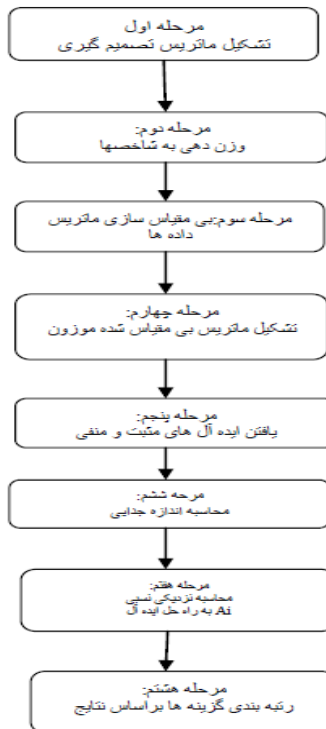 مرحله اول
تشکیل ماتریس تصمیم گیری
مرحله دوم:
وزن دهی به شاخصها
مرحله سوم:بی مقیاس سازی ماتریس
داده ها
مرحله چهارم:
تشکیل ماتریس بی مقیاس شده موزون
مرحله پنجم:
یافتن ایده آل های مثبت و منفی
مرحه ششم:
محاسبه اندازه جدایی
مرحله هفتم:
محاسبه نزدیکی نسبی
Ai به راه حل ایده آل
مرحله هشتم:
رتبه بندی گزینه ها براساس نتایج